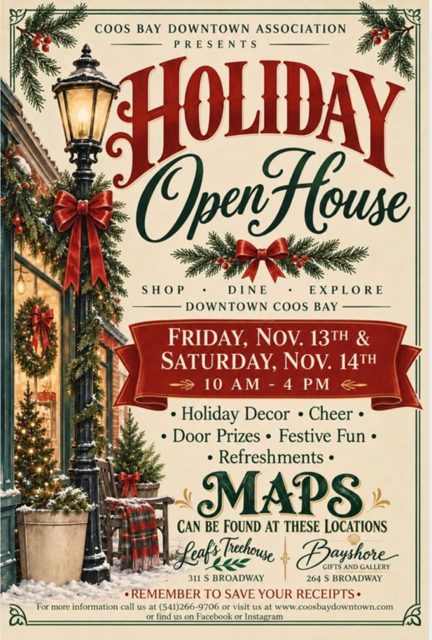 COOS BAY DOWNTOWN ASSOCIATION
PRESENTS
HOLIDAY
Open House
SHOP · DINE · EXPLORE
DOWNTOWN COOS BAY
FRIDAY, NOV. 13TH &
SATURDAY, NOV. 14TH
10 AM - 4 PM
• Holiday Decor • Cheer •
• Door Prizes • Festive Fun •
• Refreshments •
MAPS
CAN BE FOUND AT THESE LOCATIONS
Leaf's Treehouse
311 S BROADWAY
Bayshore
GIFTS AND GALLERY
264 S BROADWAY
• REMEMBER TO SAVE YOUR RECEIPTS •
For more information call us at (541)266-9706 or visit us at www.coosbaydowntown.com
or find us on Facebook or Instagram